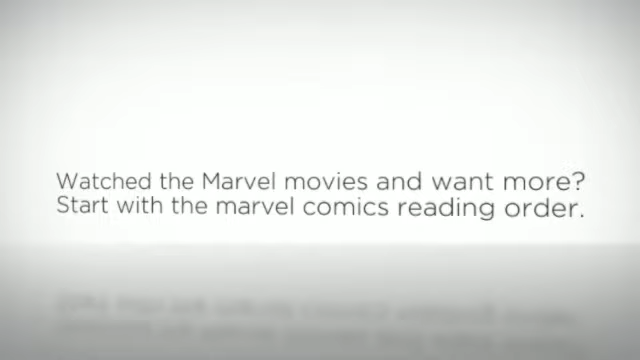 Watched the Marvel movies and want more?
Start with the marvel comics reading order.